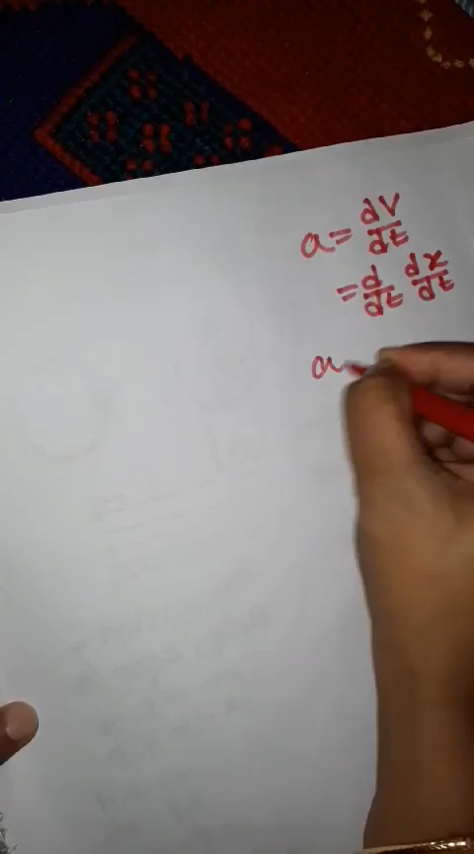 a = dV/dt
= d/dt dx/dt
a